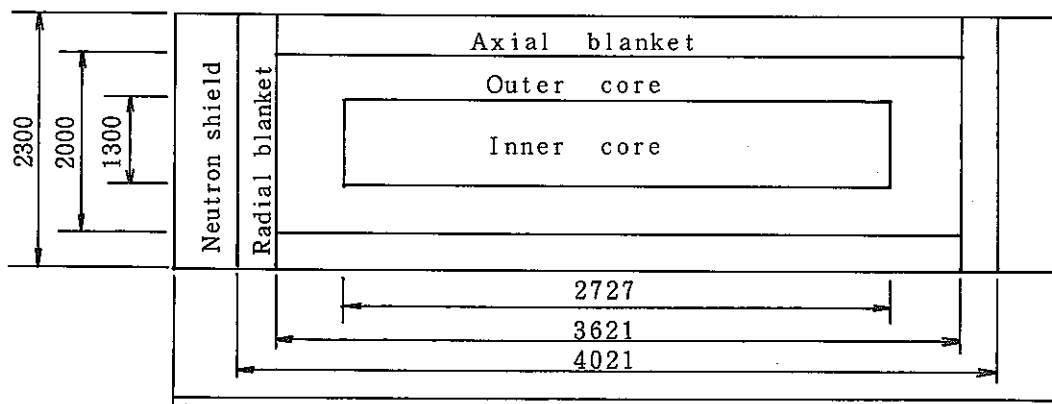 Axial blanket
Outer core
Inner core
Neutron shield
Radial blanket
2300
2000
1300
2727
3621
4021